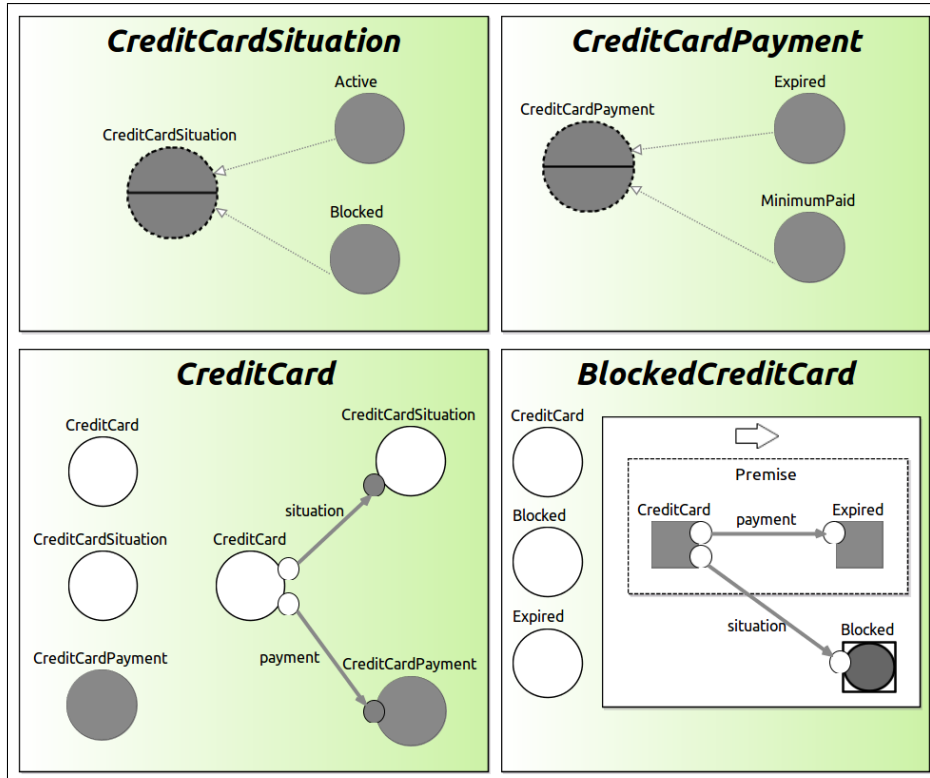 CreditCardSituation
Active
CreditCardSituation
Blocked
CreditCardPayment
Expired
CreditCardPayment
MinimumPaid
CreditCard
CreditCardSituation
CreditCard
situation
CreditCardSituation
CreditCard
payment
CreditCardPayment
CreditCardPayment
BlockedCreditCard
CreditCard
Premise
CreditCard
Expired
payment
Blocked
Expired
situation
Blocked